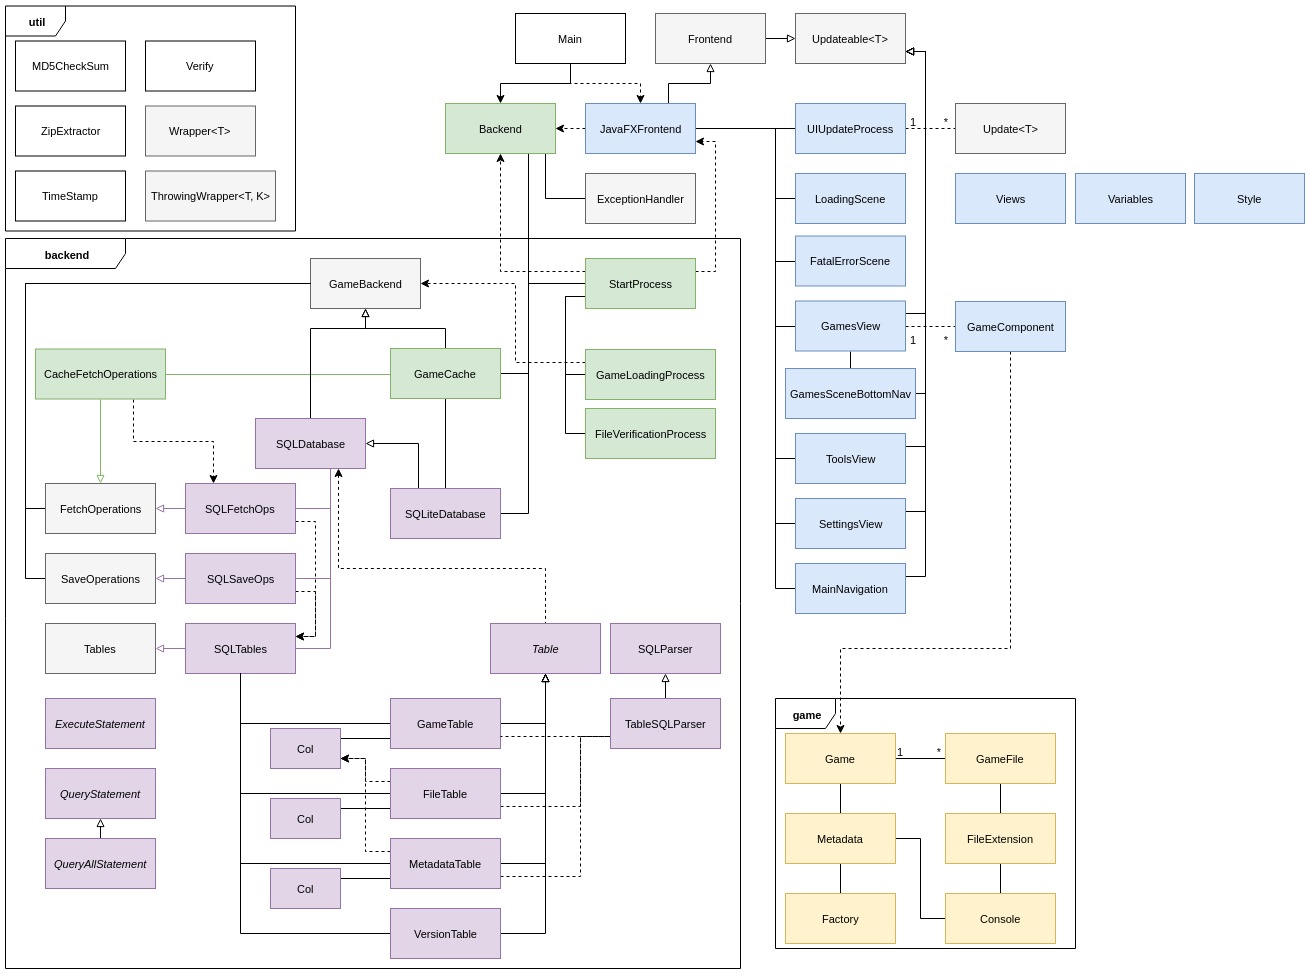 util
MD5CheckSum
Verify
ZipExtractor
Wrapper<T>
TimeStamp
ThrowingWrapper<T, K>
Main
Frontend
Updateable<T>
Backend
JavaFXFrontend
UIUpdateProcess
1
*
Update<T>
ExceptionHandler
LoadingScene
Views
Variables
Style
FatalErrorScene
GamesView
1
*
GameComponent
GamesSceneBottomNav
ToolsView
SettingsView
MainNavigation
backend
GameBackend
StartProcess
CacheFetchOperations
GameCache
GameLoadingProcess
SQLDatabase
FileVerificationProcess
FetchOperations
SQLFetchOps
SQLiteDatabase
SaveOperations
SQLSaveOps
Tables
SQLTables
Table
SQLParser
ExecuteStatement
GameTable
TableSQLParser
Col
QueryStatement
FileTable
Col
QueryAllStatement
MetadataTable
Col
VersionTable
game
Game
1
*
GameFile
Metadata
FileExtension
Factory
Console